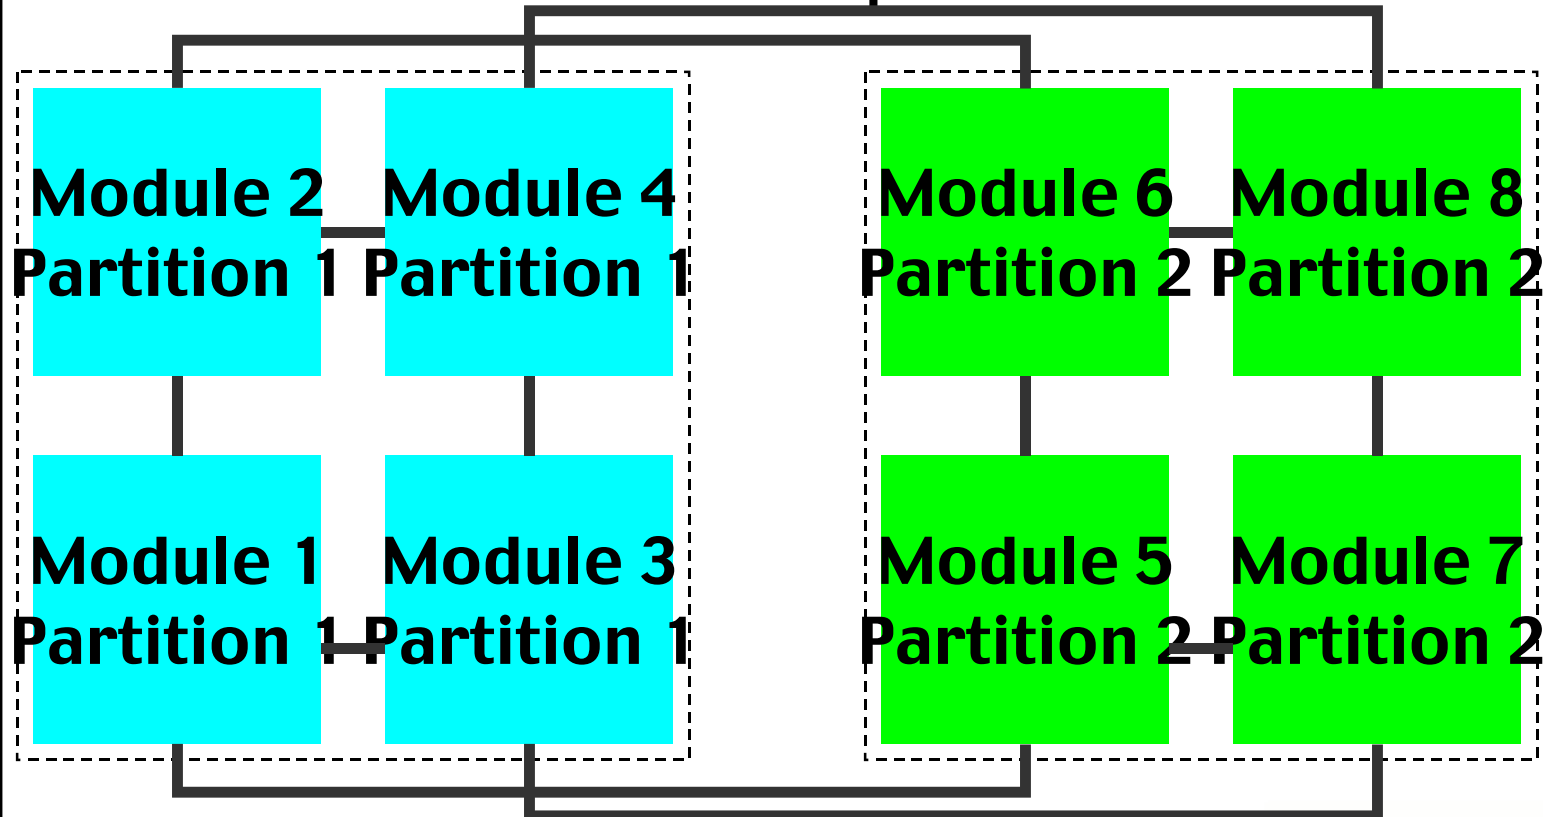 Module 2
Partition 1
Module 4
Partition 1
Module 6
Partition 2
Module 8
Partition 2
Module 1
Partition 1
Module 3
Partition 1
Module 5
Partition 2
Module 7
Partition 2